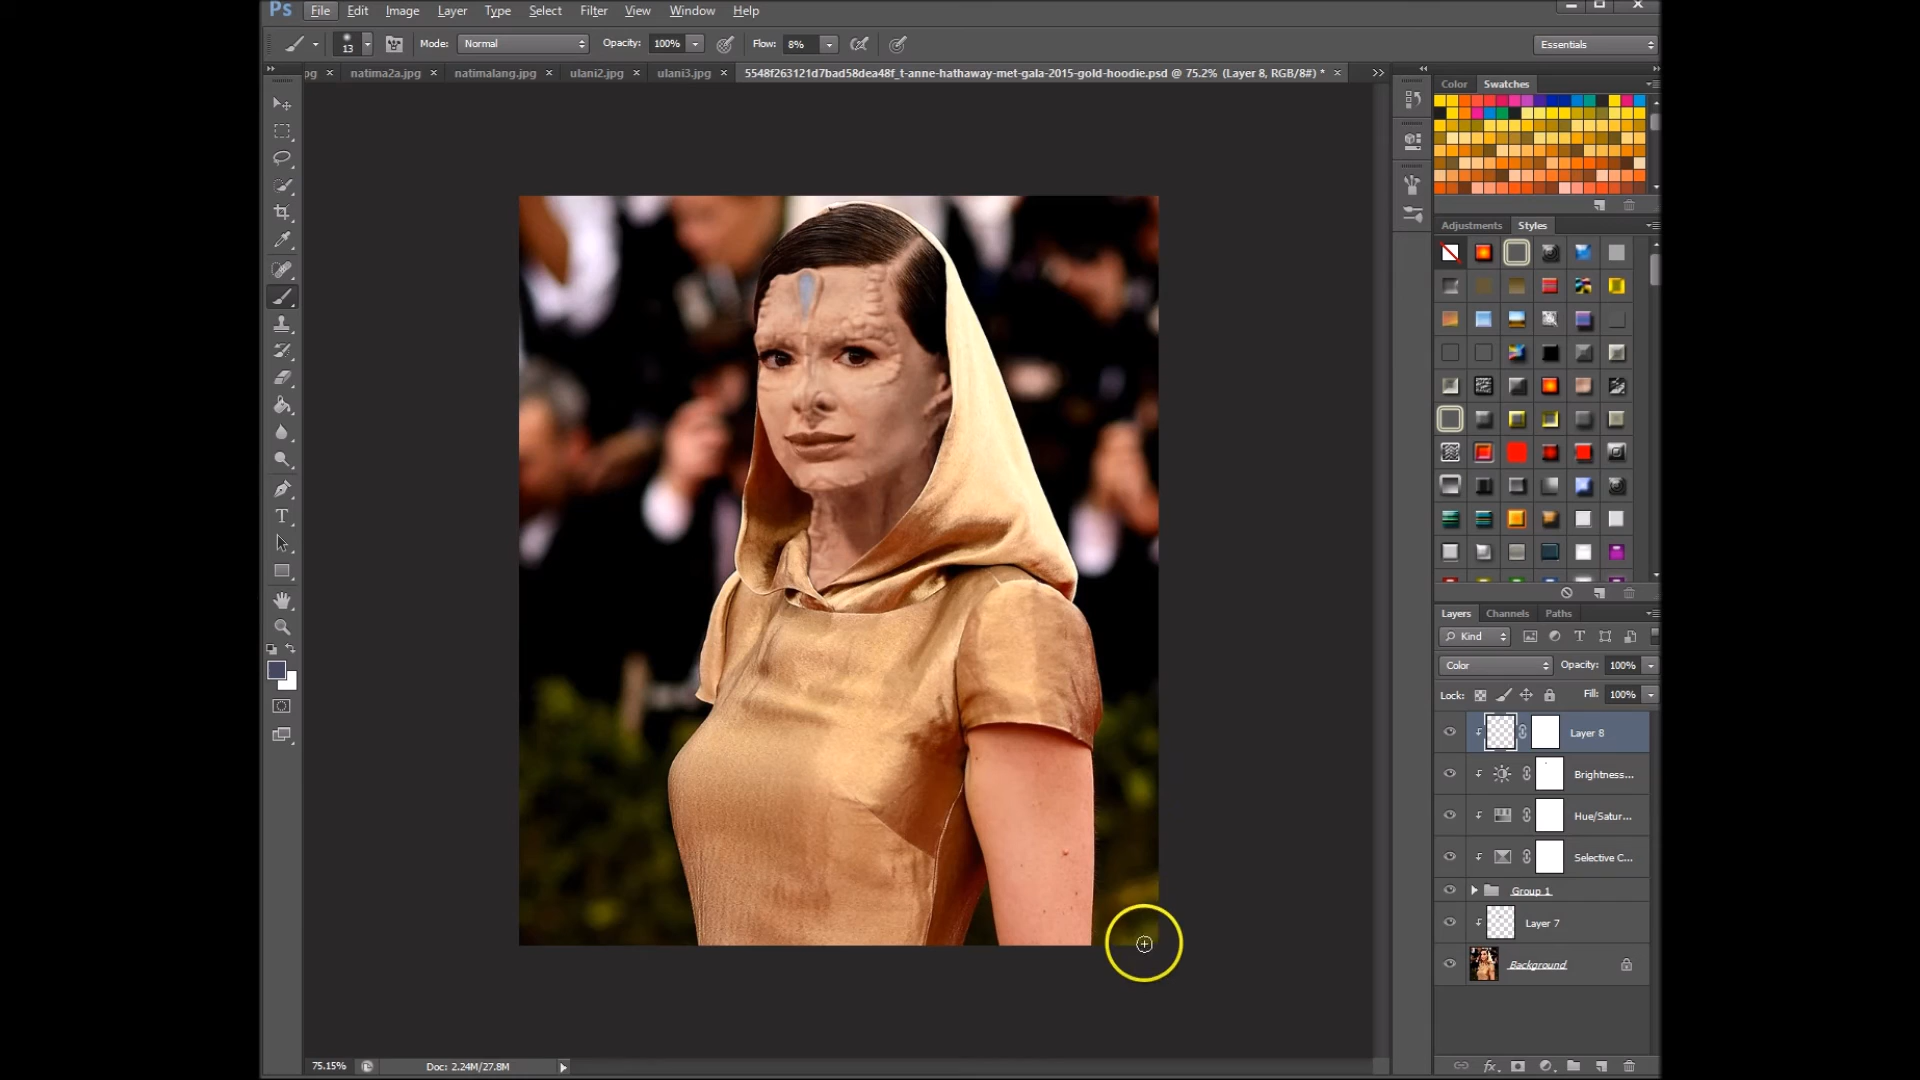 Ps File Edit Image Layer Type Select Filter View Window Help
13 Mode: Normal Opacity: 100% Flow: 8% Essentials
pg × natima2a.jpg × natimalang.jpg × ulani2.jpg × ulani3.jpg × 5548f263121d7bad58dea48f_t-anne-hathaway-met-gala-2015-gold-hoodie.psd @ 75.2% (Layer 8, RGB/8#) * ×
Color Swatches
Adjustments Styles
Layers Channels Paths
Kind
Color Opacity: 100%
Lock: Fill: 100%
Layer 8
Brightness...
Hue/Satur...
Selective C...
Group 1
Layer 7
Background
75.15% Doc: 2.24M/27.8M